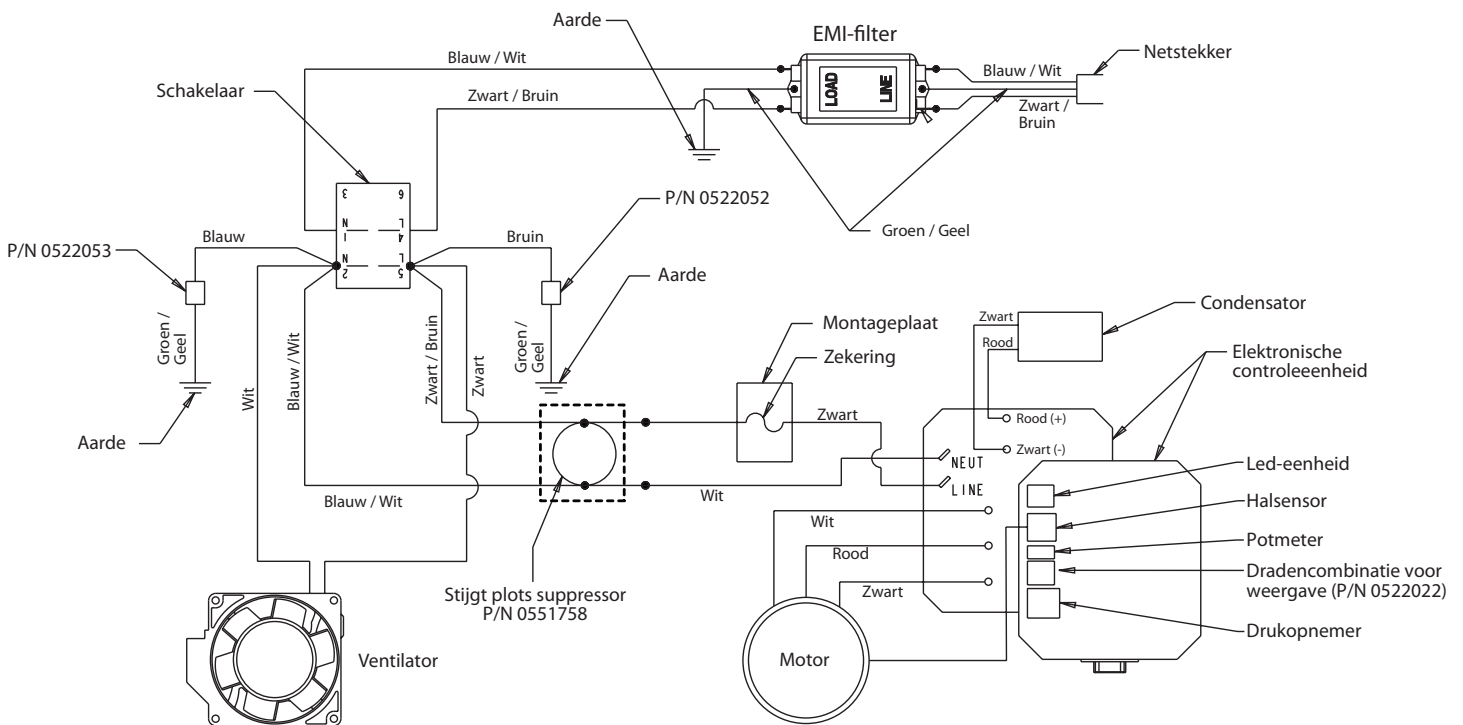 Aarde
EMI-filter
Netstekker
Blauw / Wit
Blauw / Wit
LOAD
LINE
Schakelaar
Zwart / Bruin
Zwart /
Bruin
3
6
P/N 0522052
N
L
1
4
Groen / Geel
Blauw
Bruin
P/N 0522053
N
L
2
5
Aarde
Condensator
Groen /
Geel
Blauw / Wit
Zwart / Bruin
Zwart
Groen /
Geel
Wit
Montageplaat
Zekering
Zwart
Rood
Elektronische
controleeenheid
Aarde
Zwart
Rood (+)
Zwart (-)
NEUT
LINE
Led-eenheid
Blauw / Wit
Wit
Halsensor
Wit
Potmeter
Rood
Dradencombinatie voor
weergave (P/N 0522022)
Stijgt plots suppressor
P/N 0551758
Zwart
Drukopnemer
Ventilator
Motor